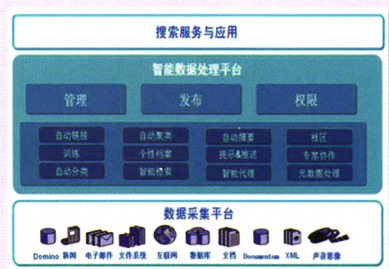 搜索服务与应用
智能数据处理平台
管理 发布 权限
自动链接 自动聚类 自动摘要 社区
训练 个性档案 提示&推送 专家协作
自动分类 智能检索 智能代理 元数据处理
数据采集平台
Domino 新闻 电子邮件 文件系统 互联网 数据库 文档 Documentum XML 声音影像